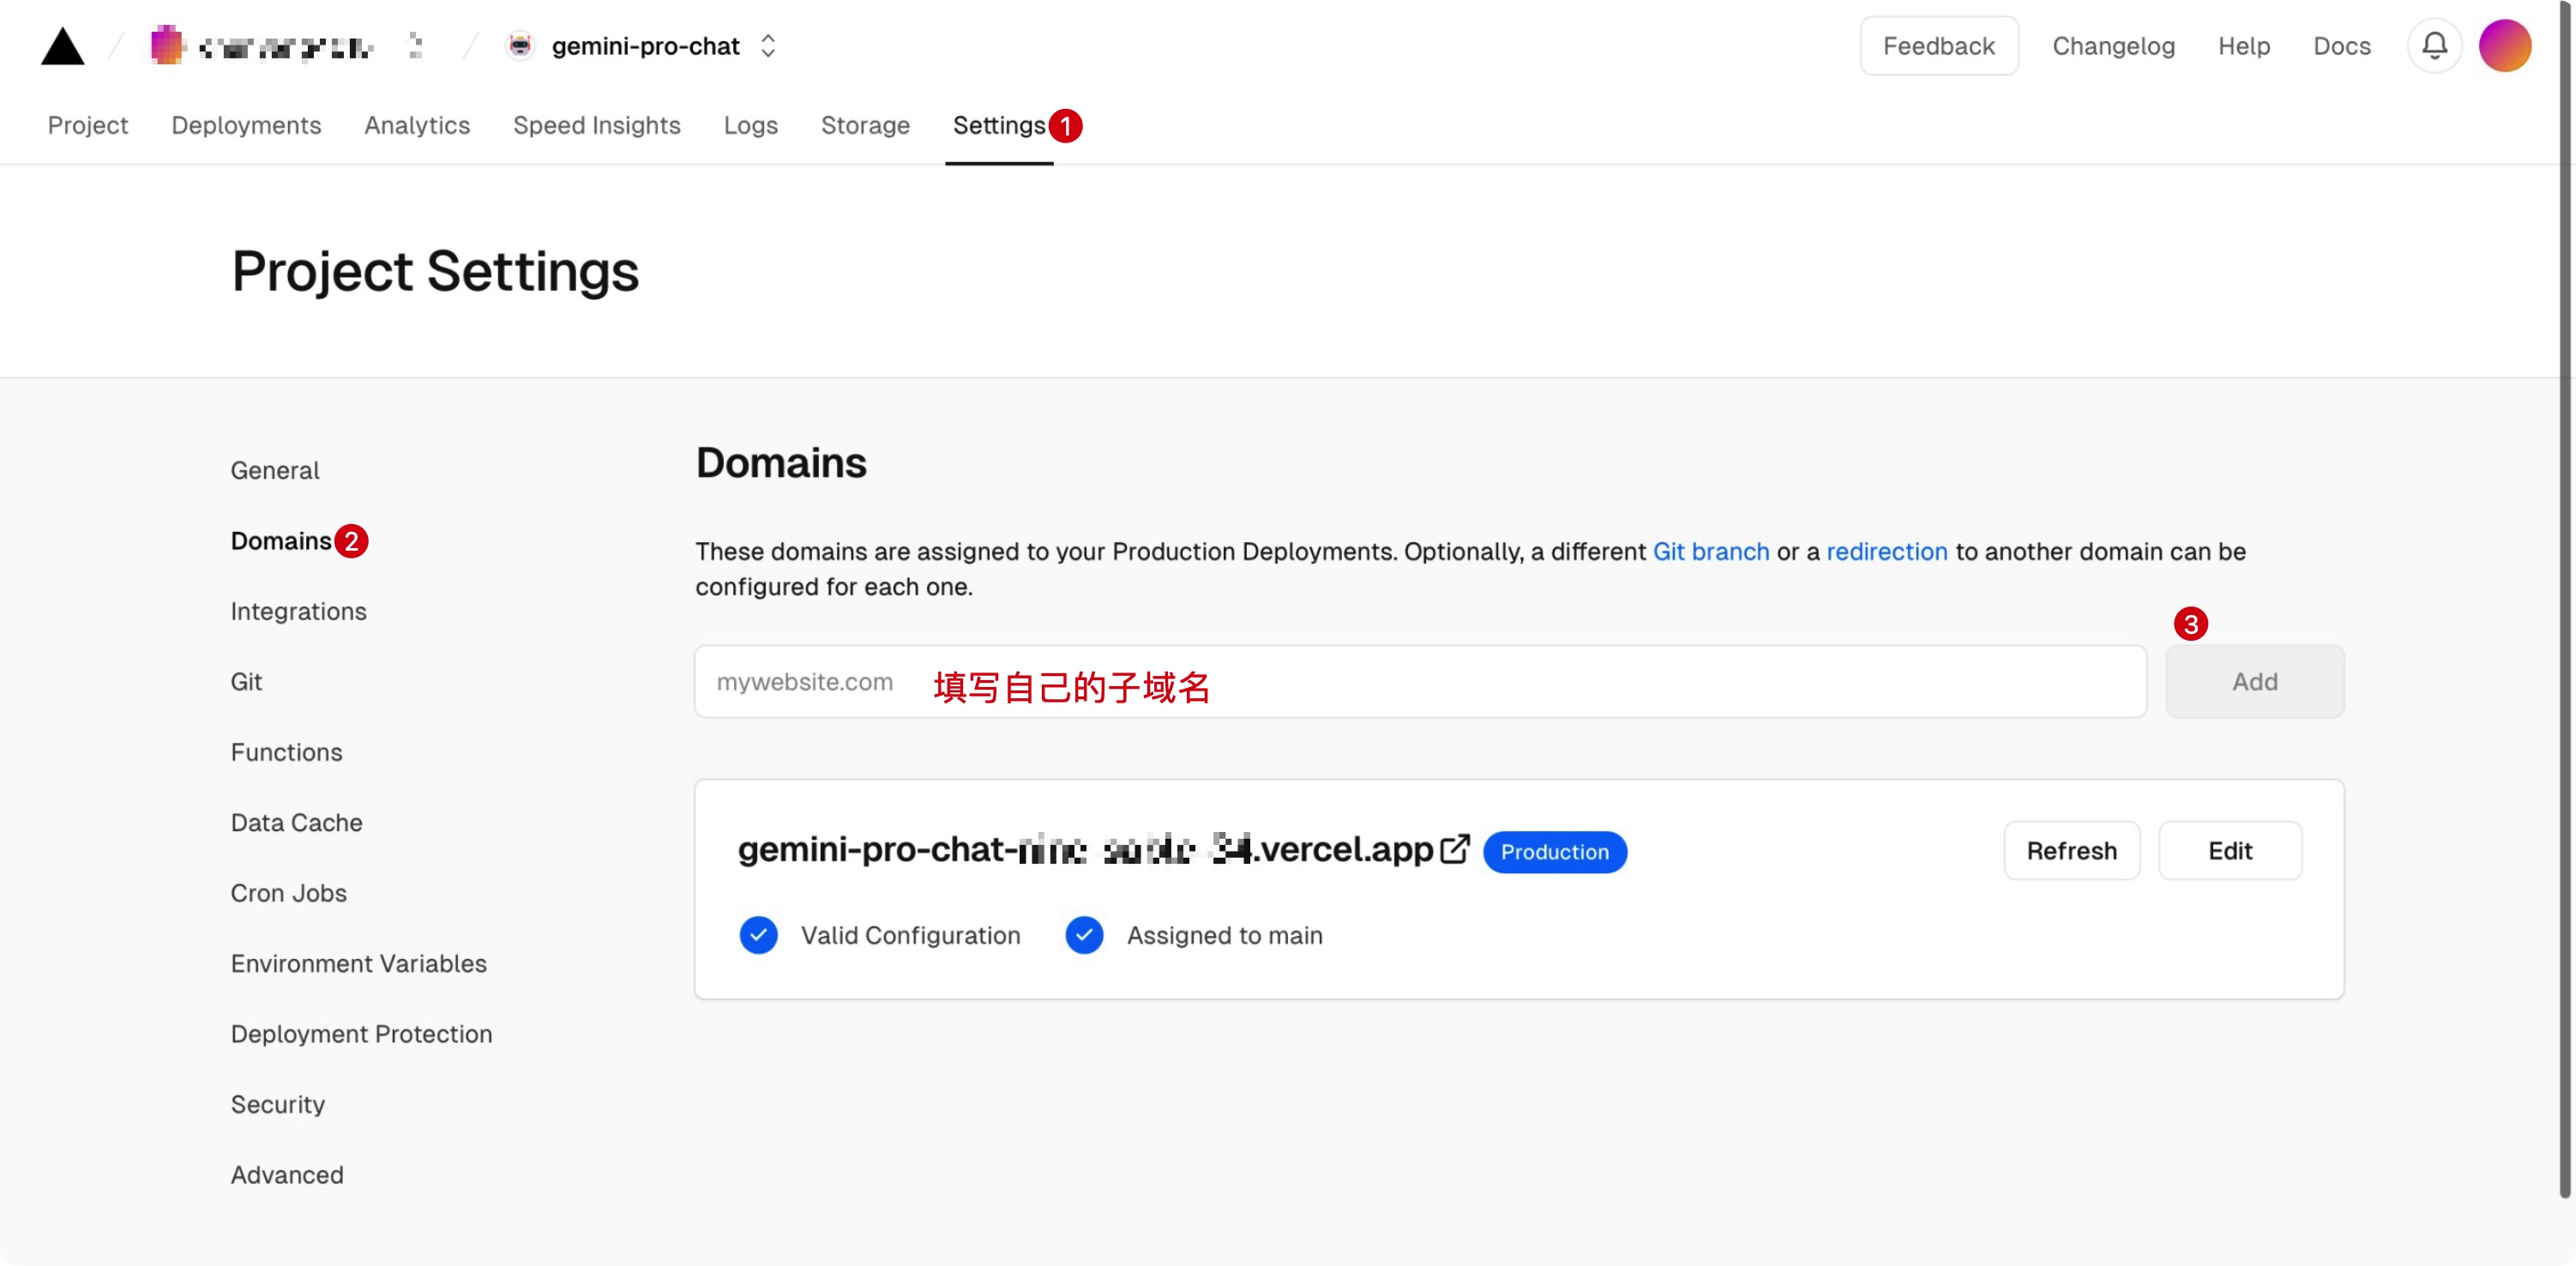 gemini-pro-chat
Feedback Changelog Help Docs
Project Deployments Analytics Speed Insights Logs Storage Settings 1
Project Settings
General
Domains 2
Integrations
Git
Functions
Data Cache
Cron Jobs
Environment Variables
Deployment Protection
Security
Advanced
Domains
These domains are assigned to your Production Deployments. Optionally, a different Git branch or a redirection to another domain can be
configured for each one.
3
mywebsite.com 填写自己的子域名 Add
gemini-pro-chat- .vercel.app Production Refresh Edit
Valid Configuration Assigned to main